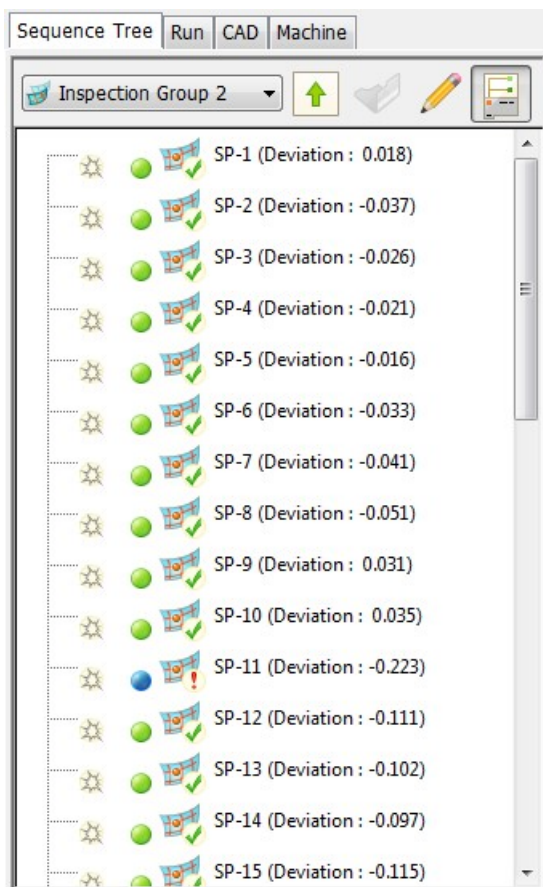 Sequence Tree Run CAD Machine
Inspection Group 2
SP-1 (Deviation : 0.018)
SP-2 (Deviation : -0.037)
SP-3 (Deviation : -0.026)
SP-4 (Deviation : -0.021)
SP-5 (Deviation : -0.016)
SP-6 (Deviation : -0.033)
SP-7 (Deviation : -0.041)
SP-8 (Deviation : -0.051)
SP-9 (Deviation : 0.031)
SP-10 (Deviation : 0.035)
SP-11 (Deviation : -0.223)
SP-12 (Deviation : -0.111)
SP-13 (Deviation : -0.102)
SP-14 (Deviation : -0.097)
SP-15 (Deviation : -0.115)